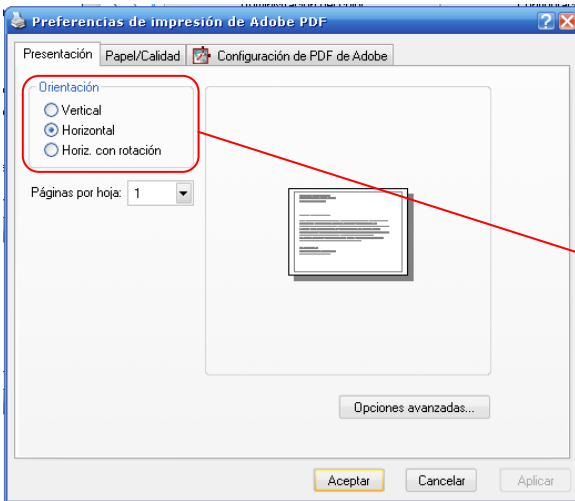 Preferencias de impresión de Adobe PDF
Presentación Papel/Calidad Configuración de PDF de Adobe
Orientación
Vertical
Horizontal
Horiz. con rotación
Páginas por hoja: 1
Opciones avanzadas...
Aceptar Cancelar Aplicar